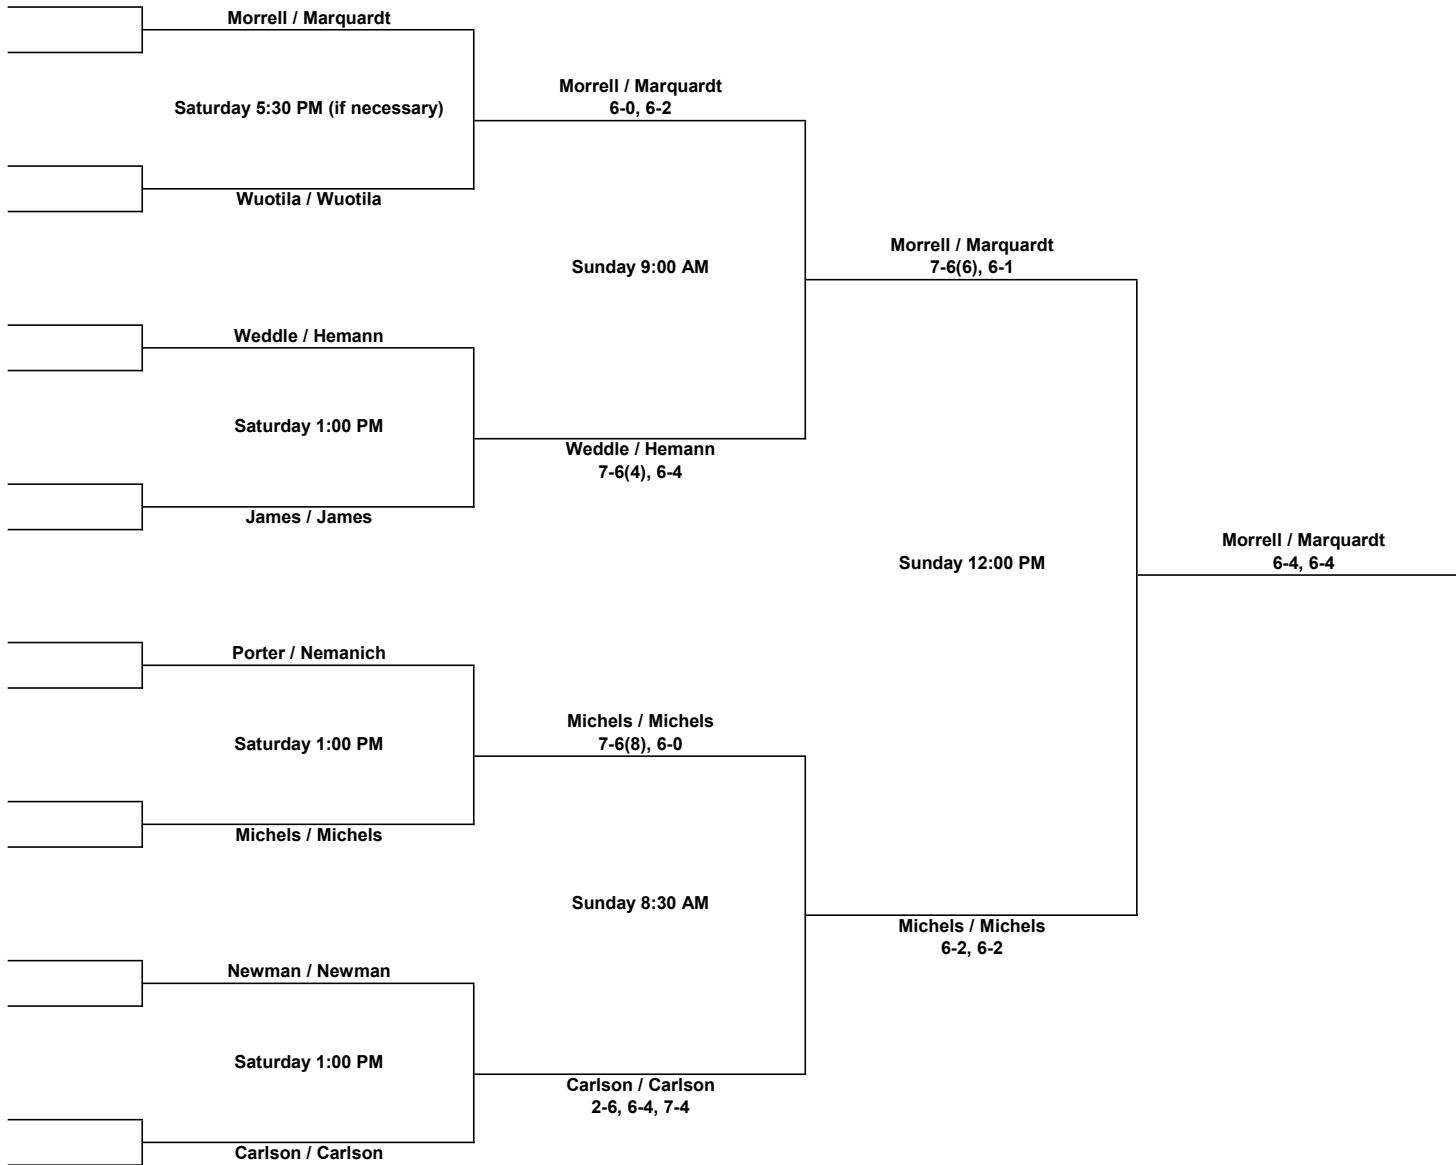 Morrell / Marquardt
Saturday 5:30 PM (if necessary)
Wuotila / Wuotila
Weddle / Hemann
Saturday 1:00 PM
James / James
Porter / Nemanich
Saturday 1:00 PM
Michels / Michels
Newman / Newman
Saturday 1:00 PM
Carlson / Carlson
Morrell / Marquardt
6-0, 6-2
Sunday 9:00 AM
Weddle / Hemann
7-6(4), 6-4
Michels / Michels
7-6(8), 6-0
Sunday 8:30 AM
Carlson / Carlson
2-6, 6-4, 7-4
Morrell / Marquardt
7-6(6), 6-1
Sunday 12:00 PM
Michels / Michels
6-2, 6-2
Morrell / Marquardt
6-4, 6-4